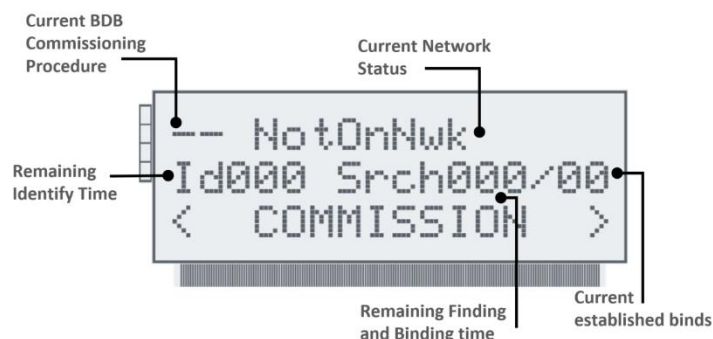 Current BDB
Commissioning
Procedure
Current Network
Status
-- NotOnNwk
Remaining
Identify Time
Id000 Srch000/00
< COMMISSION >
Remaining Finding
and Binding time
Current
established binds